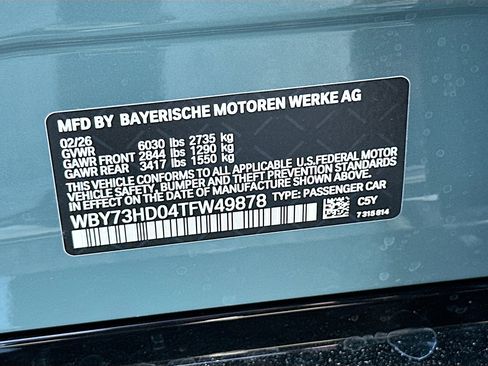 MFD BY BAYERISCHE MOTOREN WERKE AG
02/26 6030 lbs 2735 kg
GVWR
GAWR FRONT 2844 lbs 1290 kg
GAWR REAR 3417 lbs 1550 kg
THIS VEHICLE CONFORMS TO ALL APPLICABLE U.S.FEDERAL MOTOR
VEHICLE SAFETY, BUMPER AND THEFT PREVENTION STANDARDS
IN EFFECT ON THE DATE OF MANUFACTURE SHOWN ABOVE.
WBY73HD04TFW49878 TYPE: PASSENGER CAR
C5Y
7 315 814